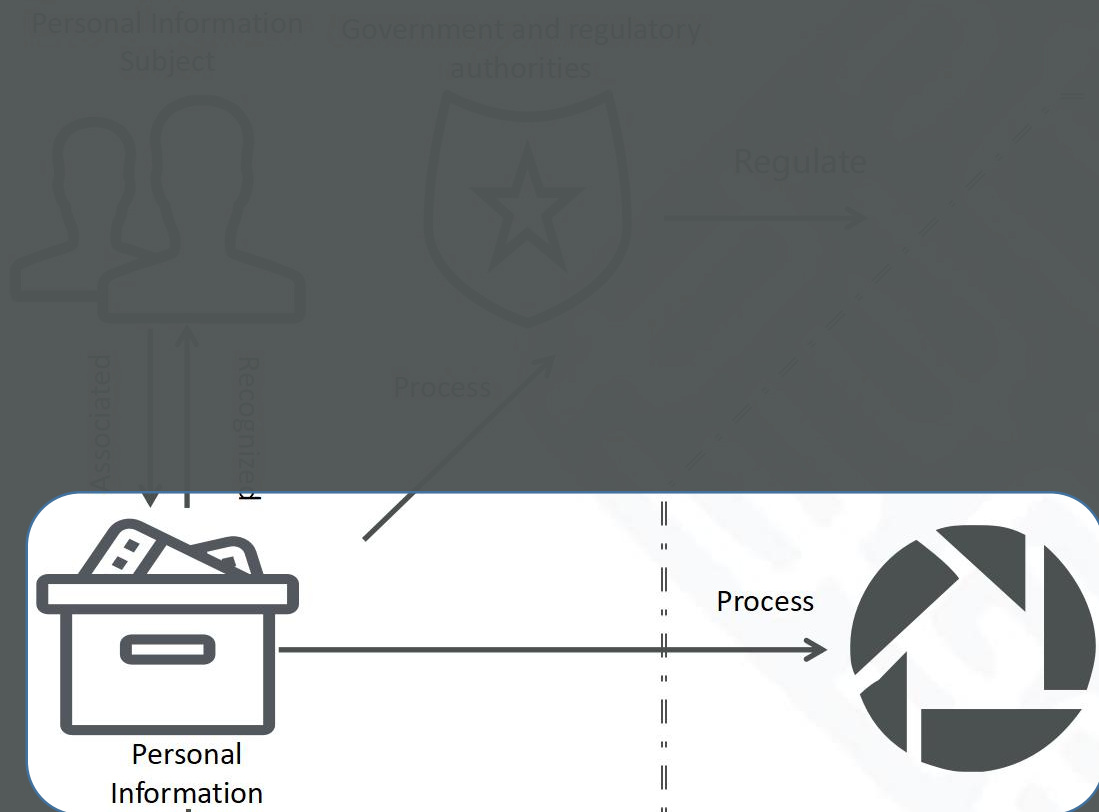 Personal Information
Subject
Government and regulatory
authorities
Regulate
Associated
Recognized
Process
Process
Personal
Information